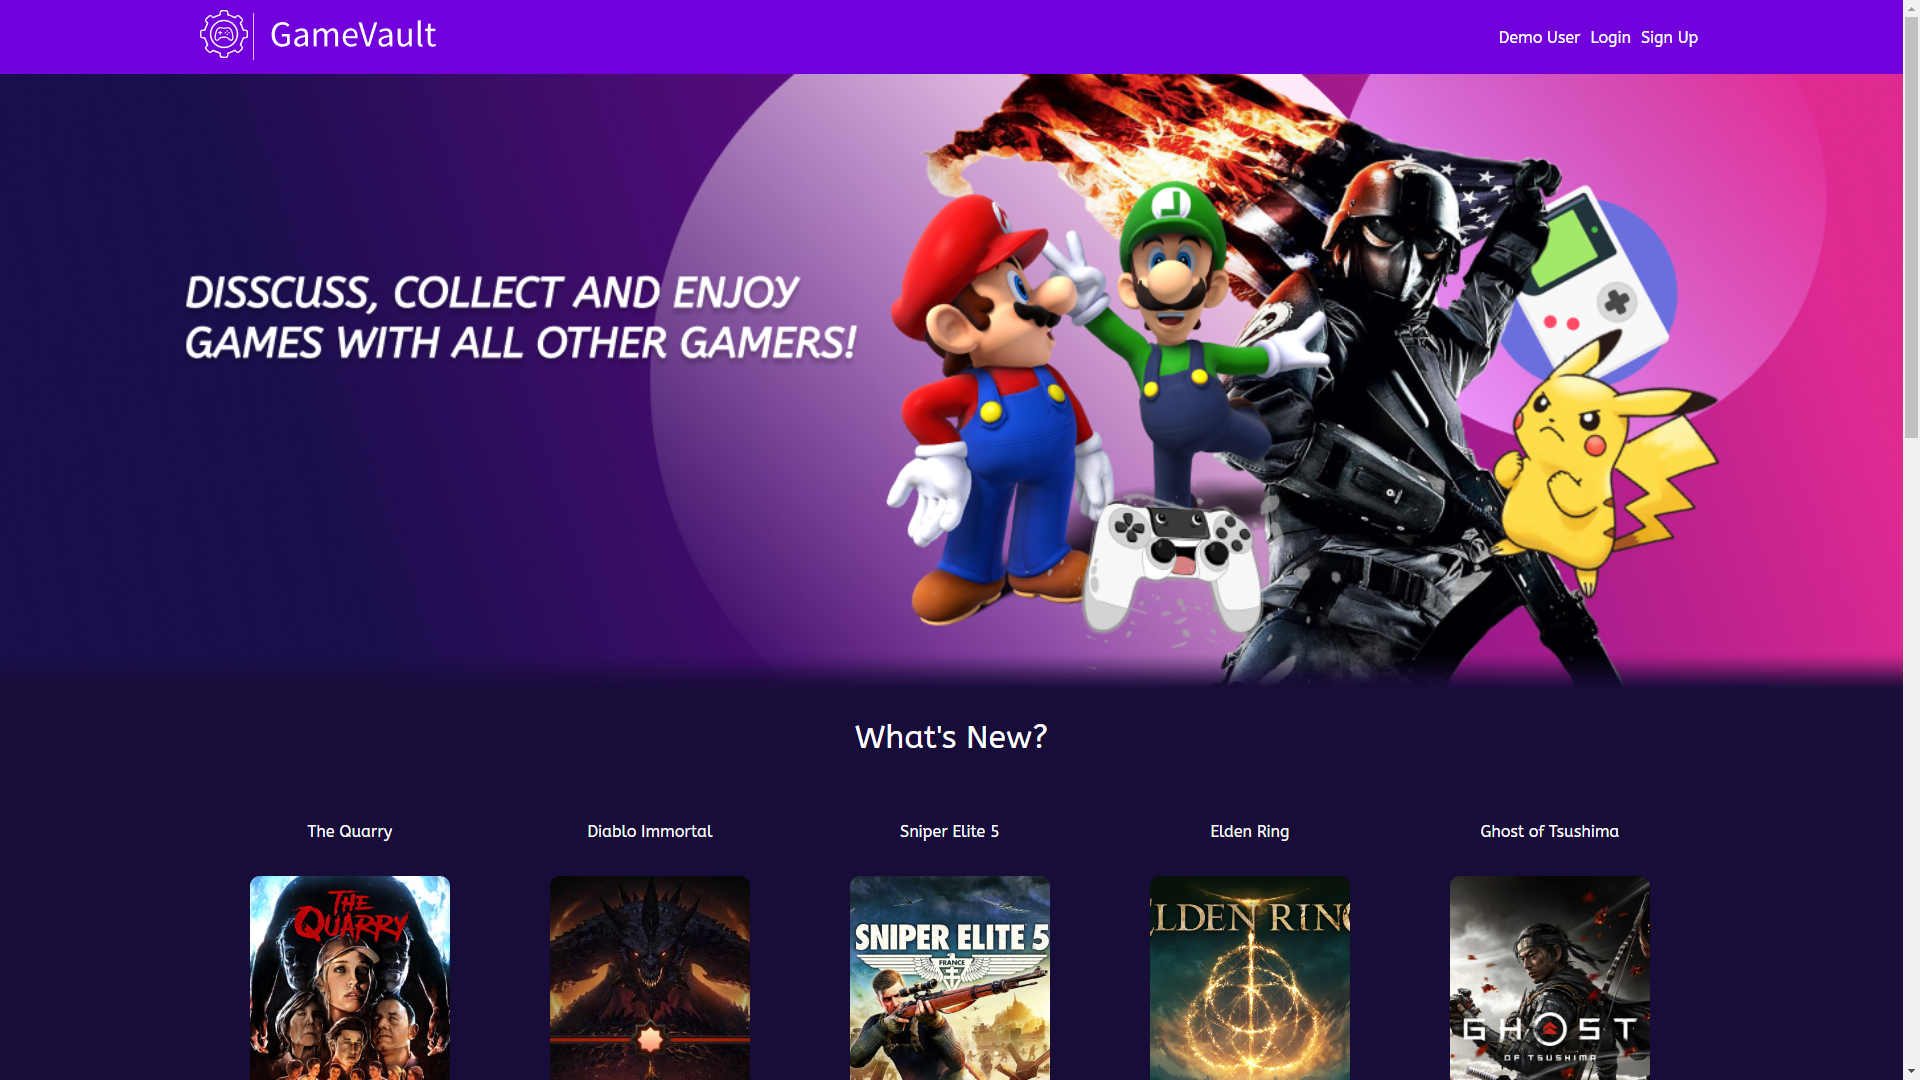 GameVault
Demo User Login Sign Up
DISSCUSS, COLLECT AND ENJOY
GAMES WITH ALL OTHER GAMERS!
What's New?
The Quarry
Diablo Immortal
Sniper Elite 5
Elden Ring
Ghost of Tsushima
THE
QUARRY
SNIPER ELITE 5
FRANCE
ELDEN RING
GHOST
OF TSUSHIMA